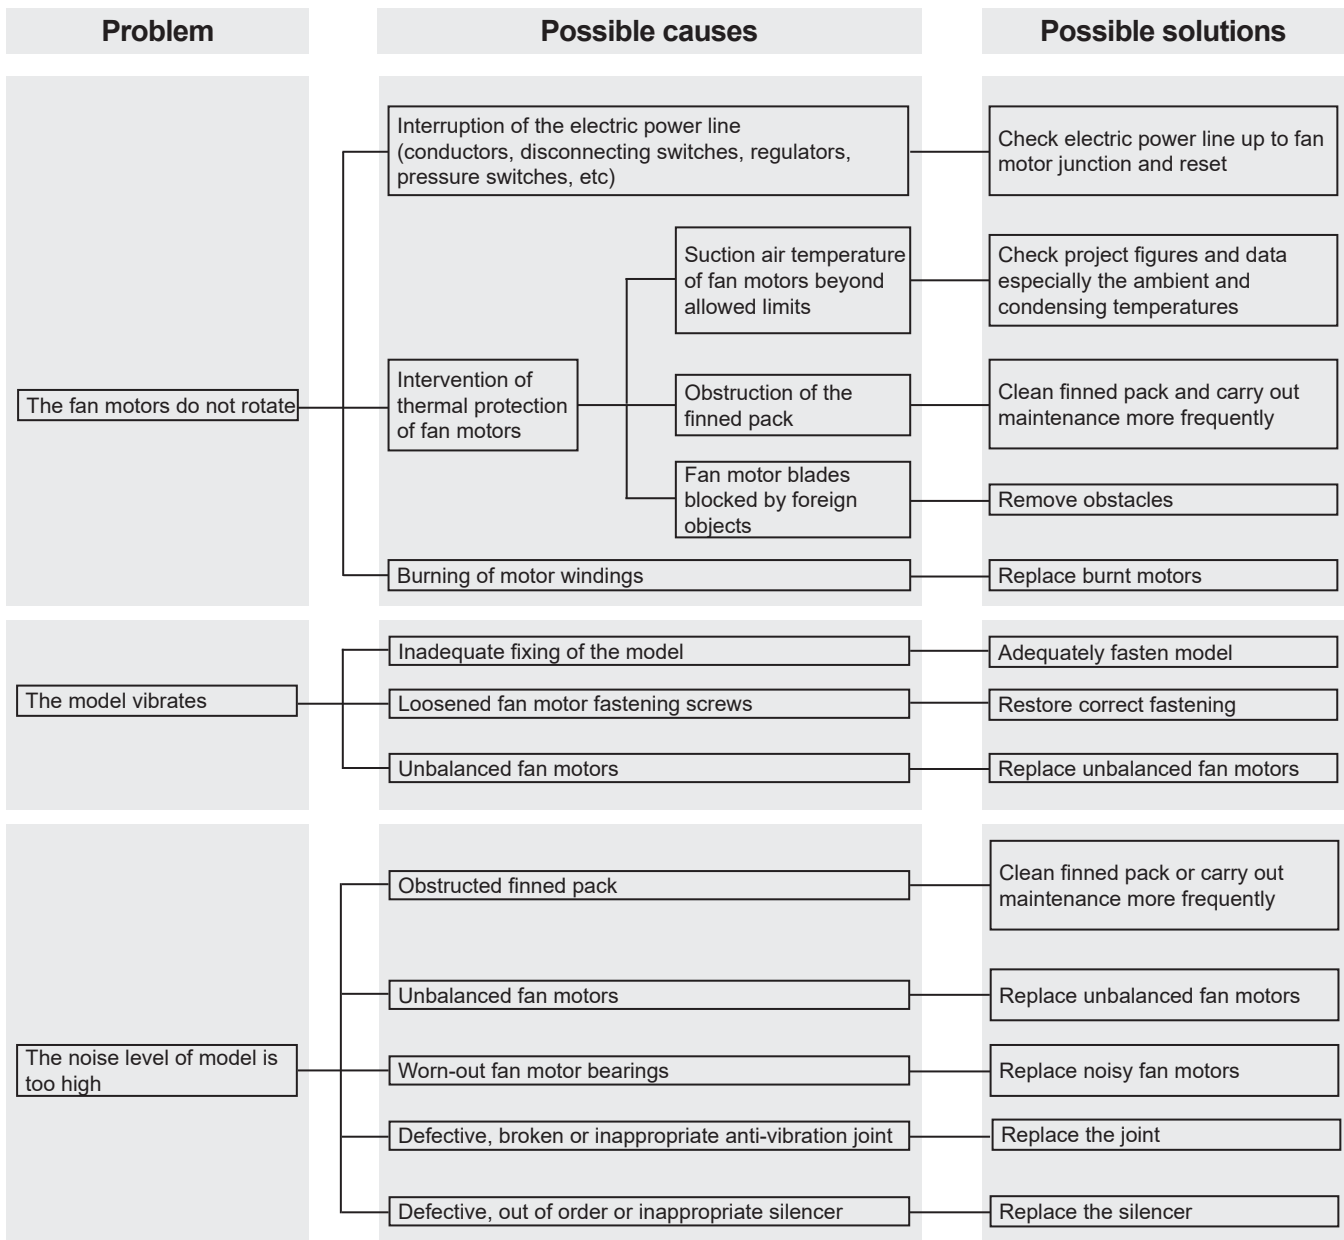 Problem
Possible causes
Possible solutions
The fan motors do not rotate
Interruption of the electric power line
(conductors, disconnecting switches, regulators,
pressure switches, etc)
Check electric power line up to fan
motor junction and reset
Intervention of
thermal protection
of fan motors
Suction air temperature
of fan motors beyond
allowed limits
Check project figures and data
especially the ambient and
condensing temperatures
Obstruction of the
finned pack
Clean finned pack and carry out
maintenance more frequently
Fan motor blades
blocked by foreign
objects
Remove obstacles
Burning of motor windings
Replace burnt motors
The model vibrates
Inadequate fixing of the model
Adequately fasten model
Loosened fan motor fastening screws
Restore correct fastening
Unbalanced fan motors
Replace unbalanced fan motors
The noise level of model is
too high
Obstructed finned pack
Clean finned pack or carry out
maintenance more frequently
Unbalanced fan motors
Replace unbalanced fan motors
Worn-out fan motor bearings
Replace noisy fan motors
Defective, broken or inappropriate anti-vibration joint
Replace the joint
Defective, out of order or inappropriate silencer
Replace the silencer